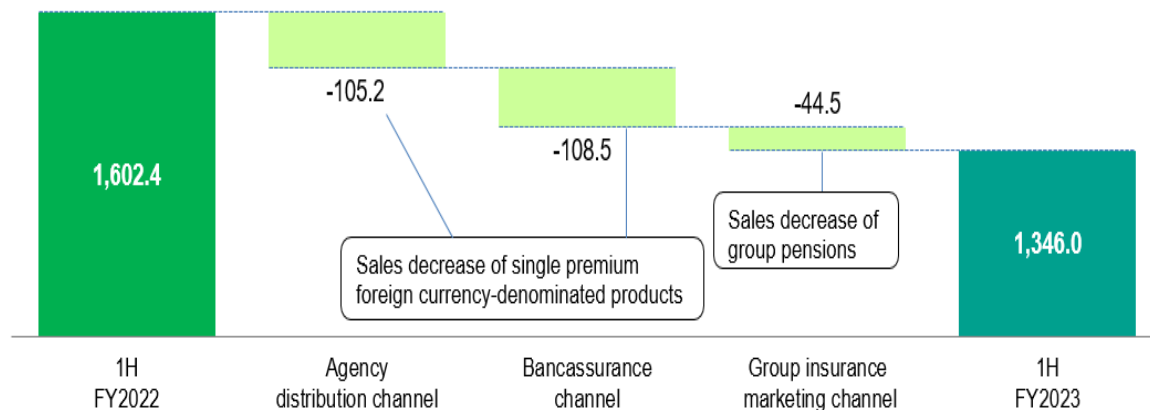 -105.2
-44.5
-108.5
1,602.4
Sales decrease of
group pensions
1,346.0
Sales decrease of single premium
foreign currency-denominated products
1H
FY2022
Agency
distribution channel
Bancassurance
channel
Group insurance
marketing channel
1H
FY2023